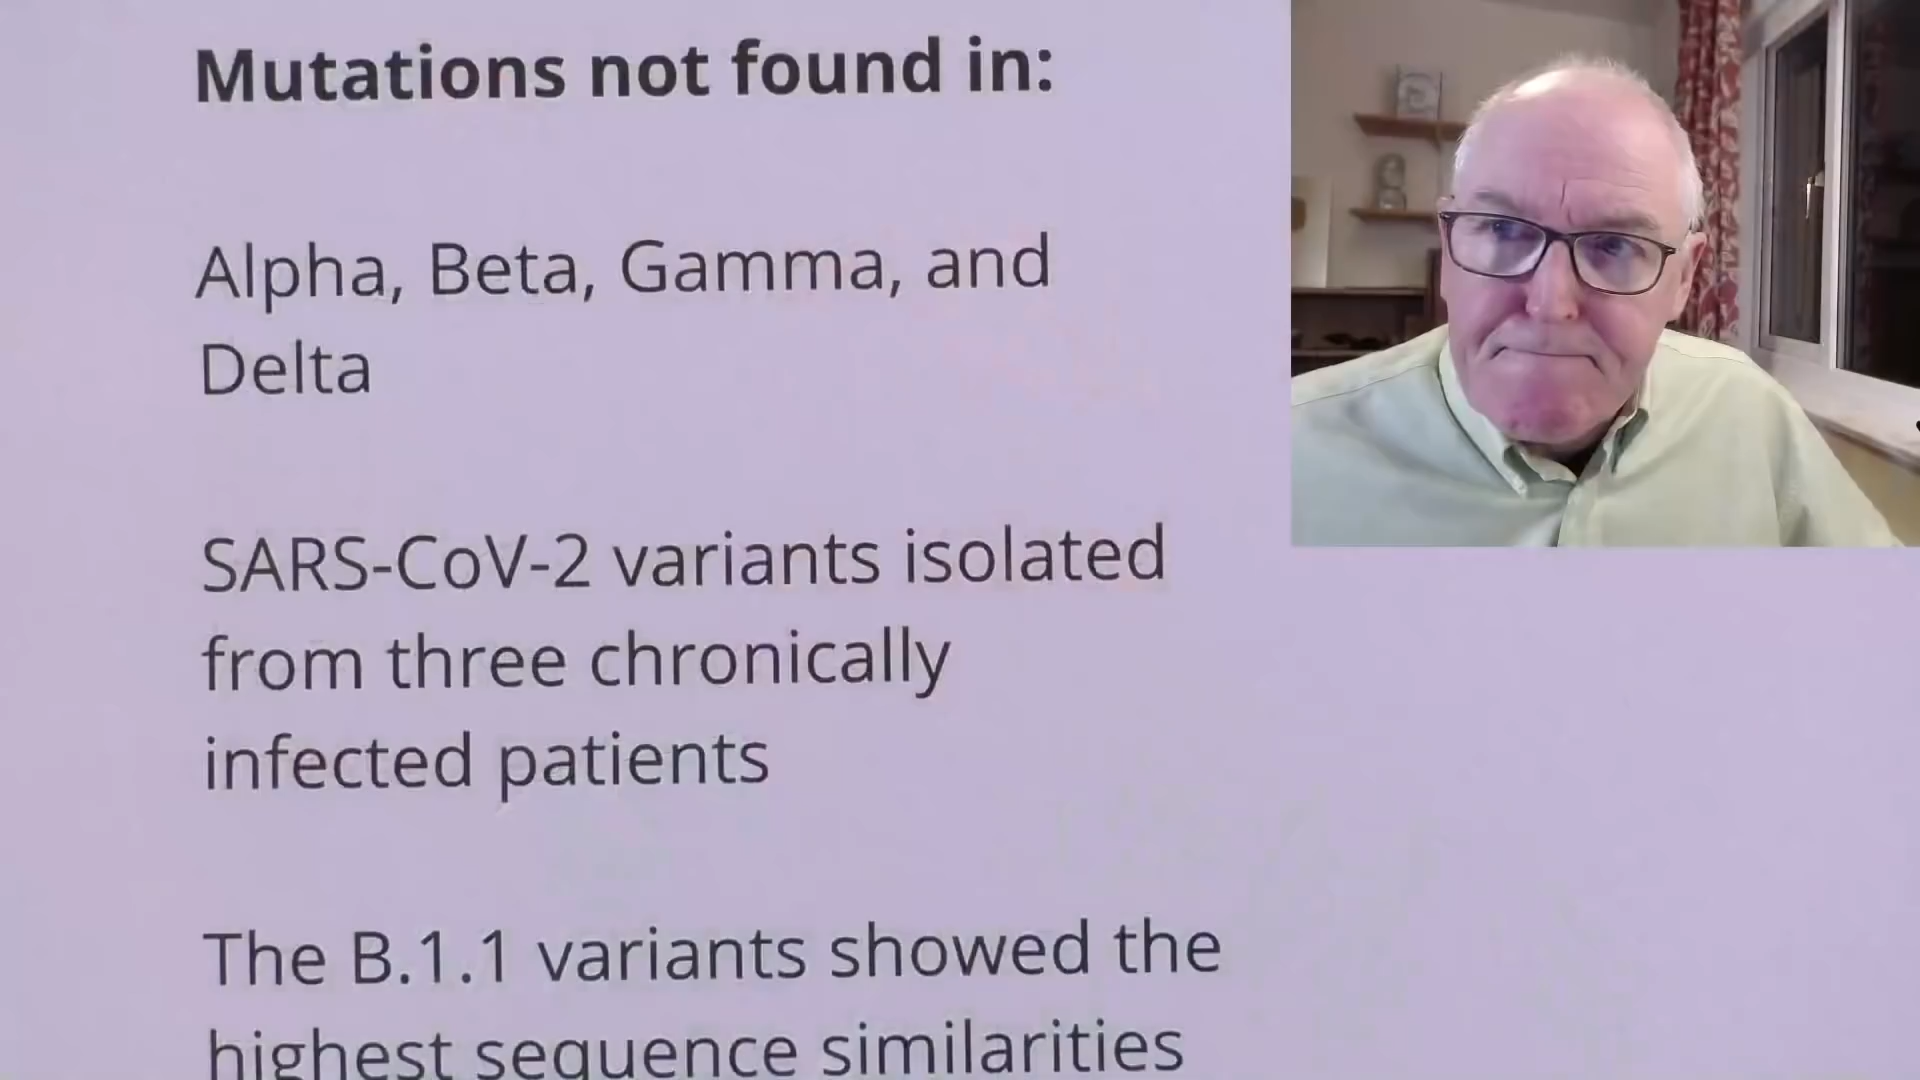 Mutations not found in:
Alpha, Beta, Gamma, and
Delta
SARS-CoV-2 variants isolated
from three chronically
infected patients
The B.1.1 variants showed the
highest sequence similarities